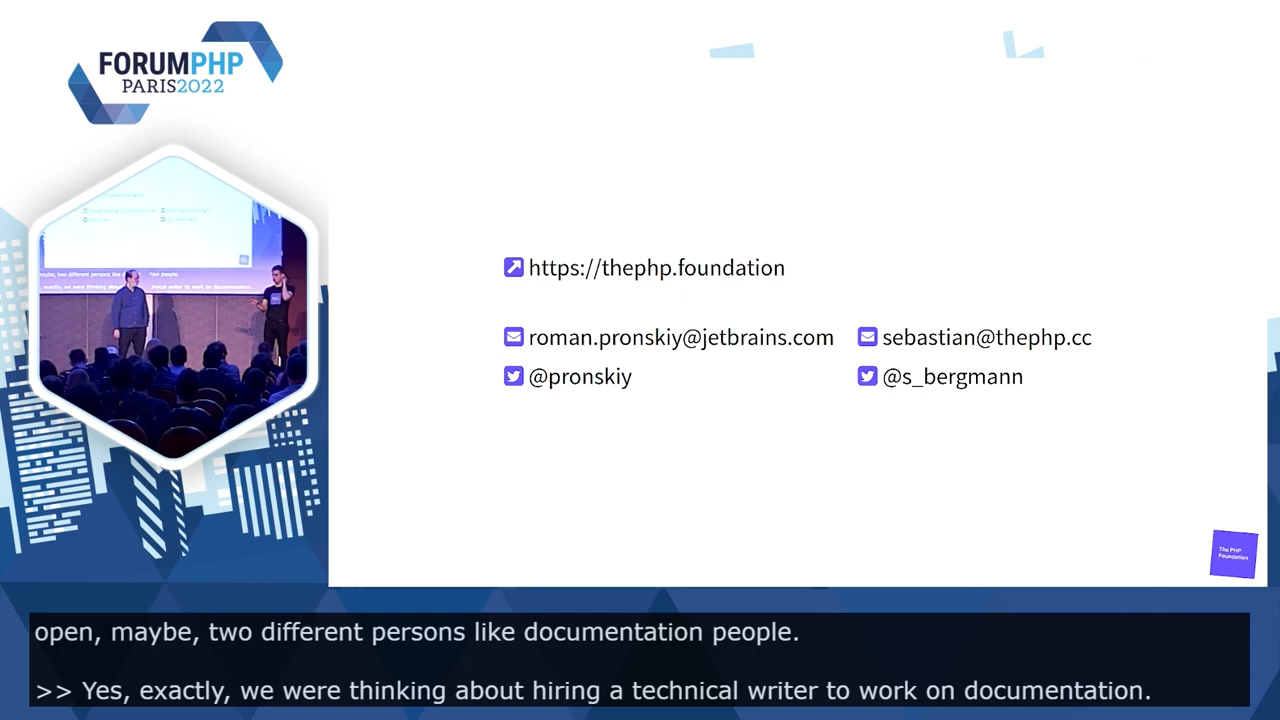 FORUMPHP
PARIS2022
https://thephp.foundation
roman.pronskiy@jetbrains.com
sebastian@thephp.cc
@pronskiy
@s_bergmann
The PHP
Foundation
open, maybe, two different persons like documentation people.
>> Yes, exactly, we were thinking about hiring a technical writer to work on documentation.